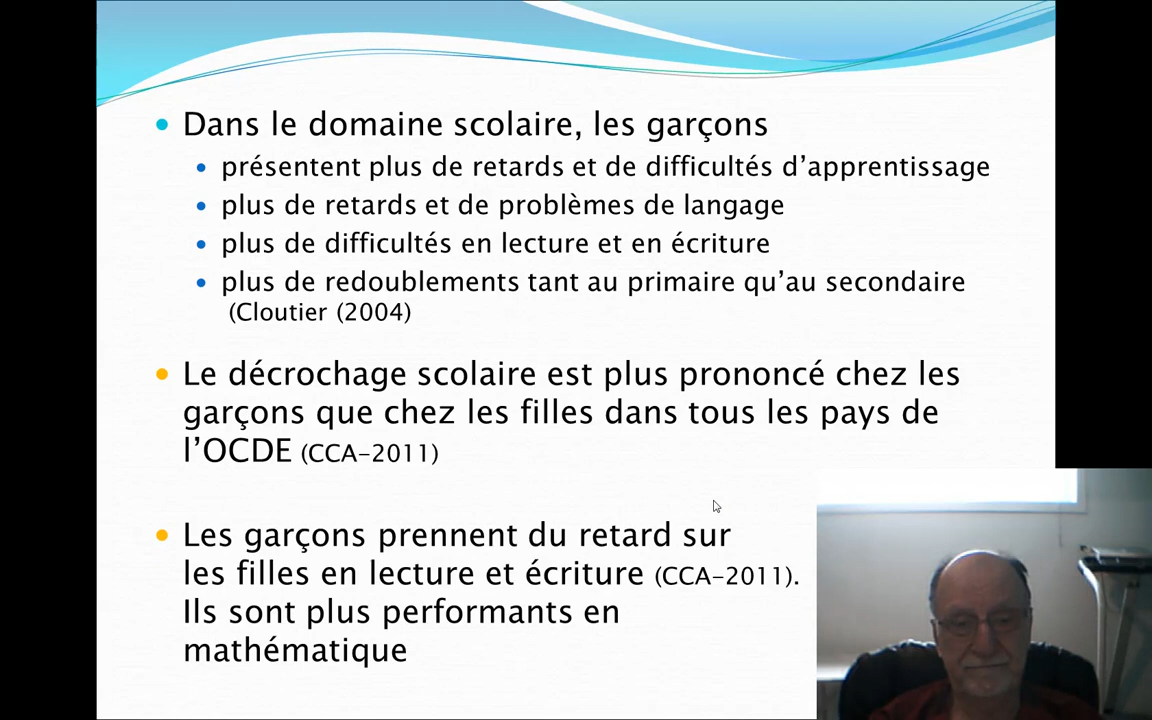 Dans le domaine scolaire, les garçons
présentent plus de retards et de difficultés d’apprentissage
plus de retards et de problèmes de langage
plus de difficultés en lecture et en écriture
plus de redoublements tant au primaire qu’au secondaire
(Cloutier (2004)
Le décrochage scolaire est plus prononcé chez les
garçons que chez les filles dans tous les pays de
l’OCDE (CCA-2011)
Les garçons prennent du retard sur
les filles en lecture et écriture (CCA-2011).
Ils sont plus performants en
mathématique